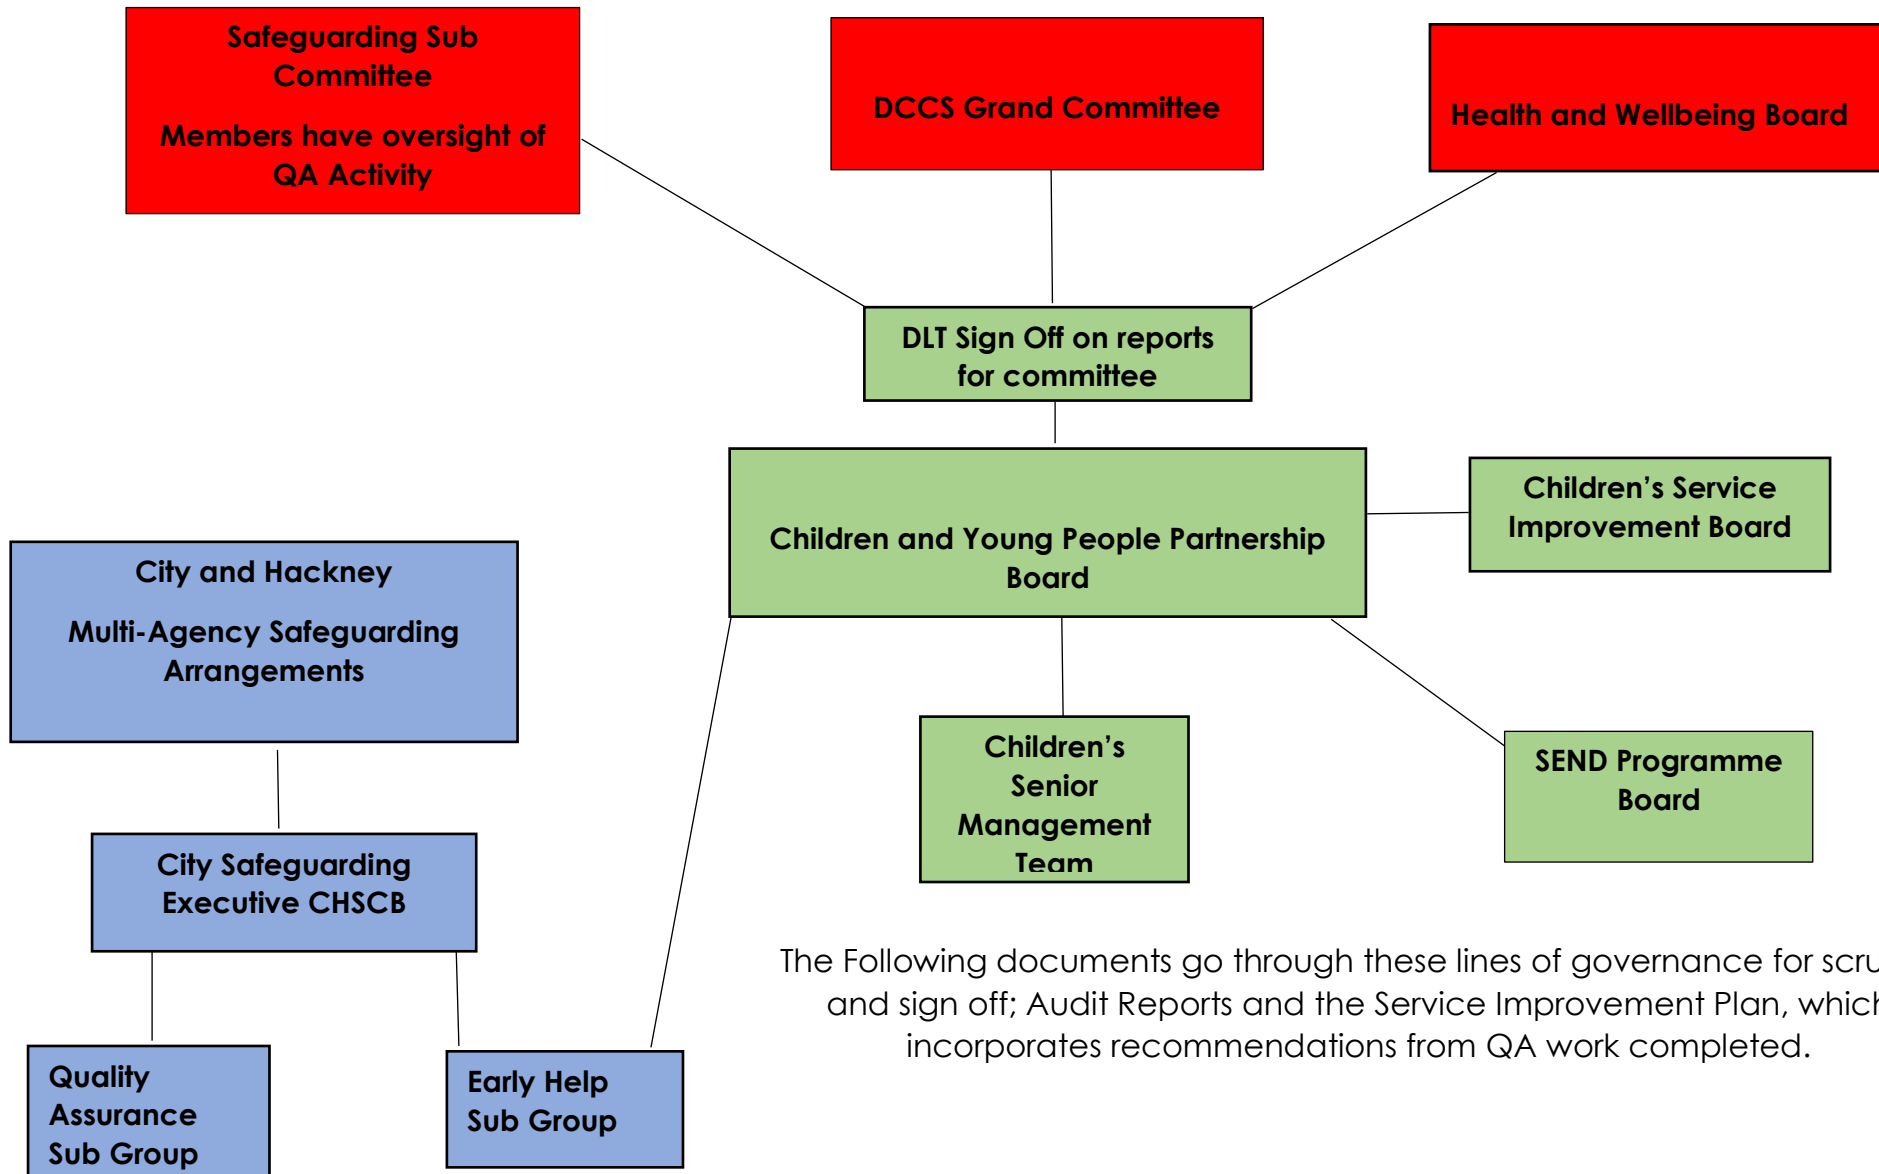 Safeguarding Sub
Committee
Members have oversight of
QA Activity
DCCS Grand Committee
Health and Wellbeing Board
DLT Sign Off on reports
for committee
Children and Young People Partnership
Board
Children’s Service
Improvement Board
City and Hackney
Multi-Agency Safeguarding
Arrangements
Children’s
Senior
Management
Team
SEND Programme
Board
City Safeguarding
Executive CHSCB
The Following documents go through these lines of governance for scru
and sign off; Audit Reports and the Service Improvement Plan, which
incorporates recommendations from QA work completed.
Quality
Assurance
Sub Group
Early Help
Sub Group